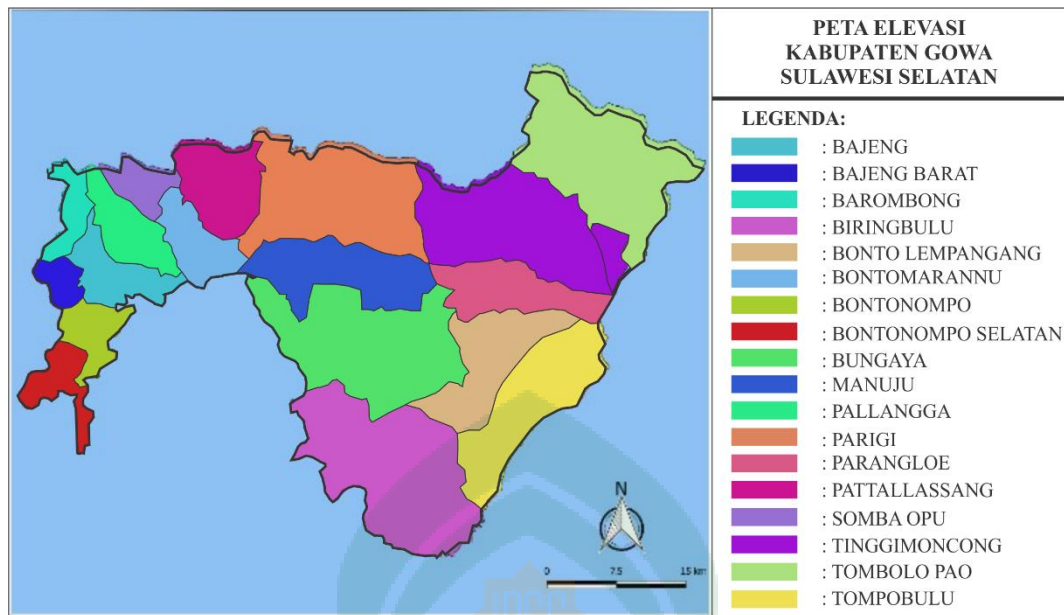 PETA ELEVASI
KABUPATEN GOWA
SULAWESI SELATAN
LEGENDA:
: BAJENG
: BAJENG BARAT
: BAROMBONG
: BIRINGBULU
: BONTO LEMPANGANG
: BONTOMARANNU
: BONTONOMPO
: BONTONOMPO SELATAN
: BUNGAYA
: MANUJU
: PALLANGGA
: PARIGI
: PARANGLOE
: PATTALLASSANG
: SOMBA OPU
: TINGGIMONCONG
: TOMBOLO PAO
: TOMPOBULU
N
0 7.5 15 km